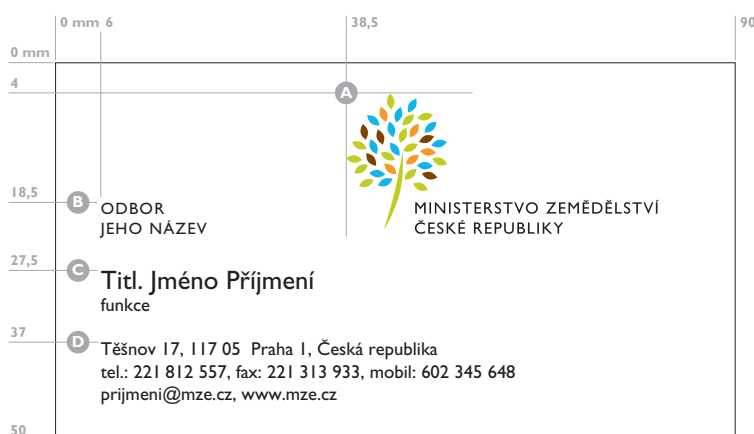 0 mm 6 38,5 90
0 mm
4 A
18,5 B ODBOR MINISTERSTVO ZEMĚDĚLSTVÍ
JEHO NÁZEV ČESKÉ REPUBLIKY
27,5 C Titl. Jméno Příjmení
funkce
37 D Těšnov 17, 117 05 Praha 1, Česká republika
tel.: 221 812 557, fax: 221 313 933, mobil: 602 345 648
prijmeni@mze.cz, www.mze.cz
50